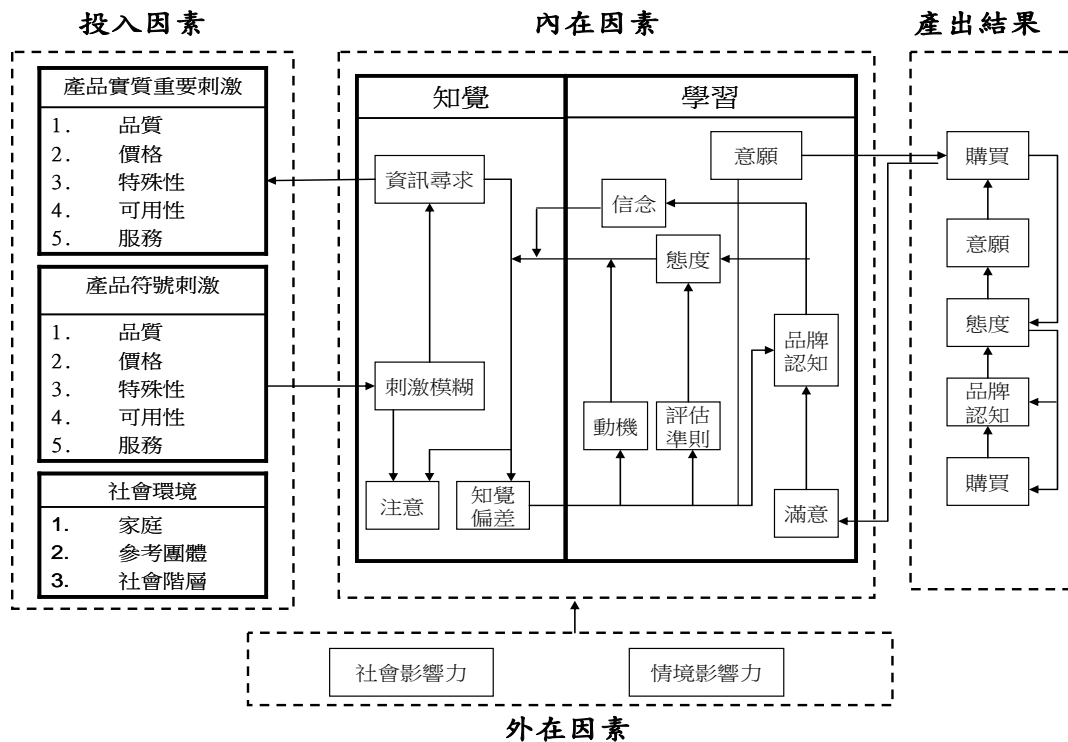 投入因素
產品實質重要刺激
1. 品質
2. 價格
3. 特殊性
4. 可用性
5. 服務
產品符號刺激
1. 品質
2. 價格
3. 特殊性
4. 可用性
5. 服務
社會環境
1. 家庭
2. 參考團體
3. 社會階層
內在因素
知覺
資訊尋求
刺激模糊
注意
知覺
偏差
學習
意願
信念
態度
品牌
認知
動機
評估
準則
滿意
產出結果
購買
意願
態度
品牌
認知
購買
社會影響力
情境影響力
外在因素